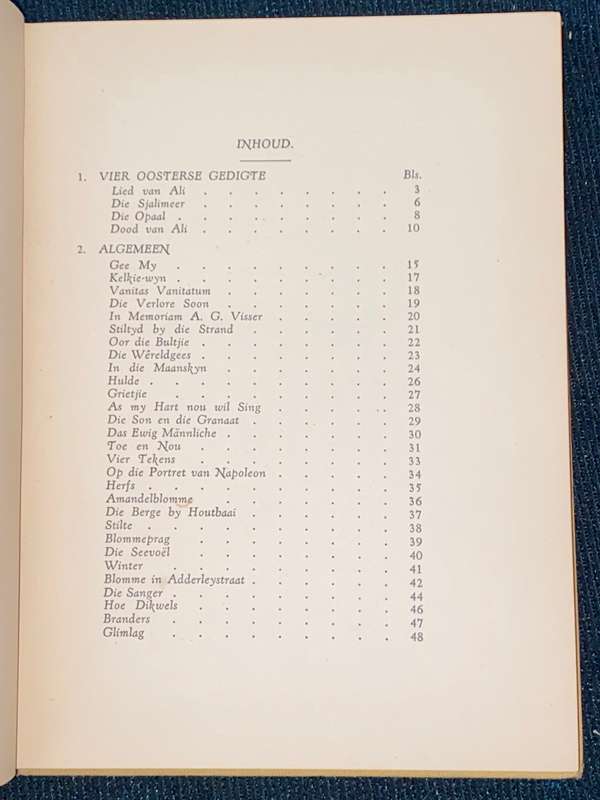 INHOUD.
1. VIER OOSTERSE GEDIGTE Bls.
Lied van Ali . . . . . . . . 3
Die Sjalimeer . . . . . . . . 6
Die Opaal . . . . . . . . . 8
Dood van Ali . . . . . . . . 10
2. ALGEMEEN
Gee My . . . . . . . . . 15
Kelkie-wyn . . . . . . . . . 17
Vanitas Vanitatum . . . . . . . 18
Die Verlore Soon . . . . . . . 19
In Memoriam A. G. Visser . . . . . 20
Stiltyd by die Strand . . . . . . 21
Oor die Bultjie . . . . . . . . 22
Die Wêreldgees . . . . . . . . 23
In die Maanskyn . . . . . . . 24
Hulde . . . . . . . . . . 26
Grietjie . . . . . . . . . 27
As my Hart nou wil Sing . . . . . . 28
Die Son en die Granaat . . . . . . 29
Das Ewig Männliche . . . . . . . 30
Toe en Nou . . . . . . . . 31
Vier Tekens . . . . . . . . 33
Op die Portret van Napoleon . . . . . 34
Herfs . . . . . . . . . . 35
Amandelblomme . . . . . . . 36
Die Berge by Houtbaai . . . . . . 37
Stilte . . . . . . . . . . 38
Blommeprag . . . . . . . . 39
Die Seevoël . . . . . . . . 40
Winter . . . . . . . . . 41
Blomme in Adderleystraat . . . . . . 42
Die Sanger . . . . . . . . . 44
Hoe Dikwels . . . . . . . . 46
Branders . . . . . . . . . 47
Glimlag . . . . . . . . . 48